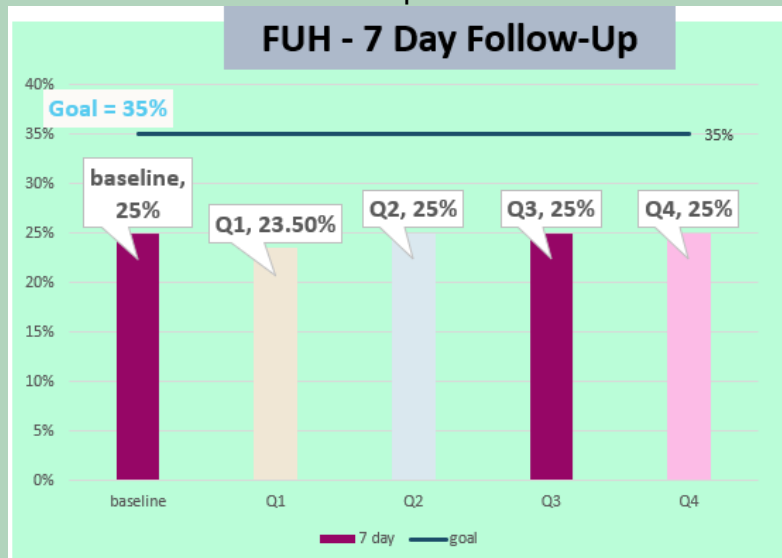 FUH - 7 Day Follow-Up
40%
Goal = 35%
35%
35%
30%
baseline,
25%
Q1, 23.50%
Q2, 25%
Q3, 25%
Q4, 25%
25%
20%
15%
10%
5%
0%
baseline
Q1
Q2
Q3
Q4
7 day
goal